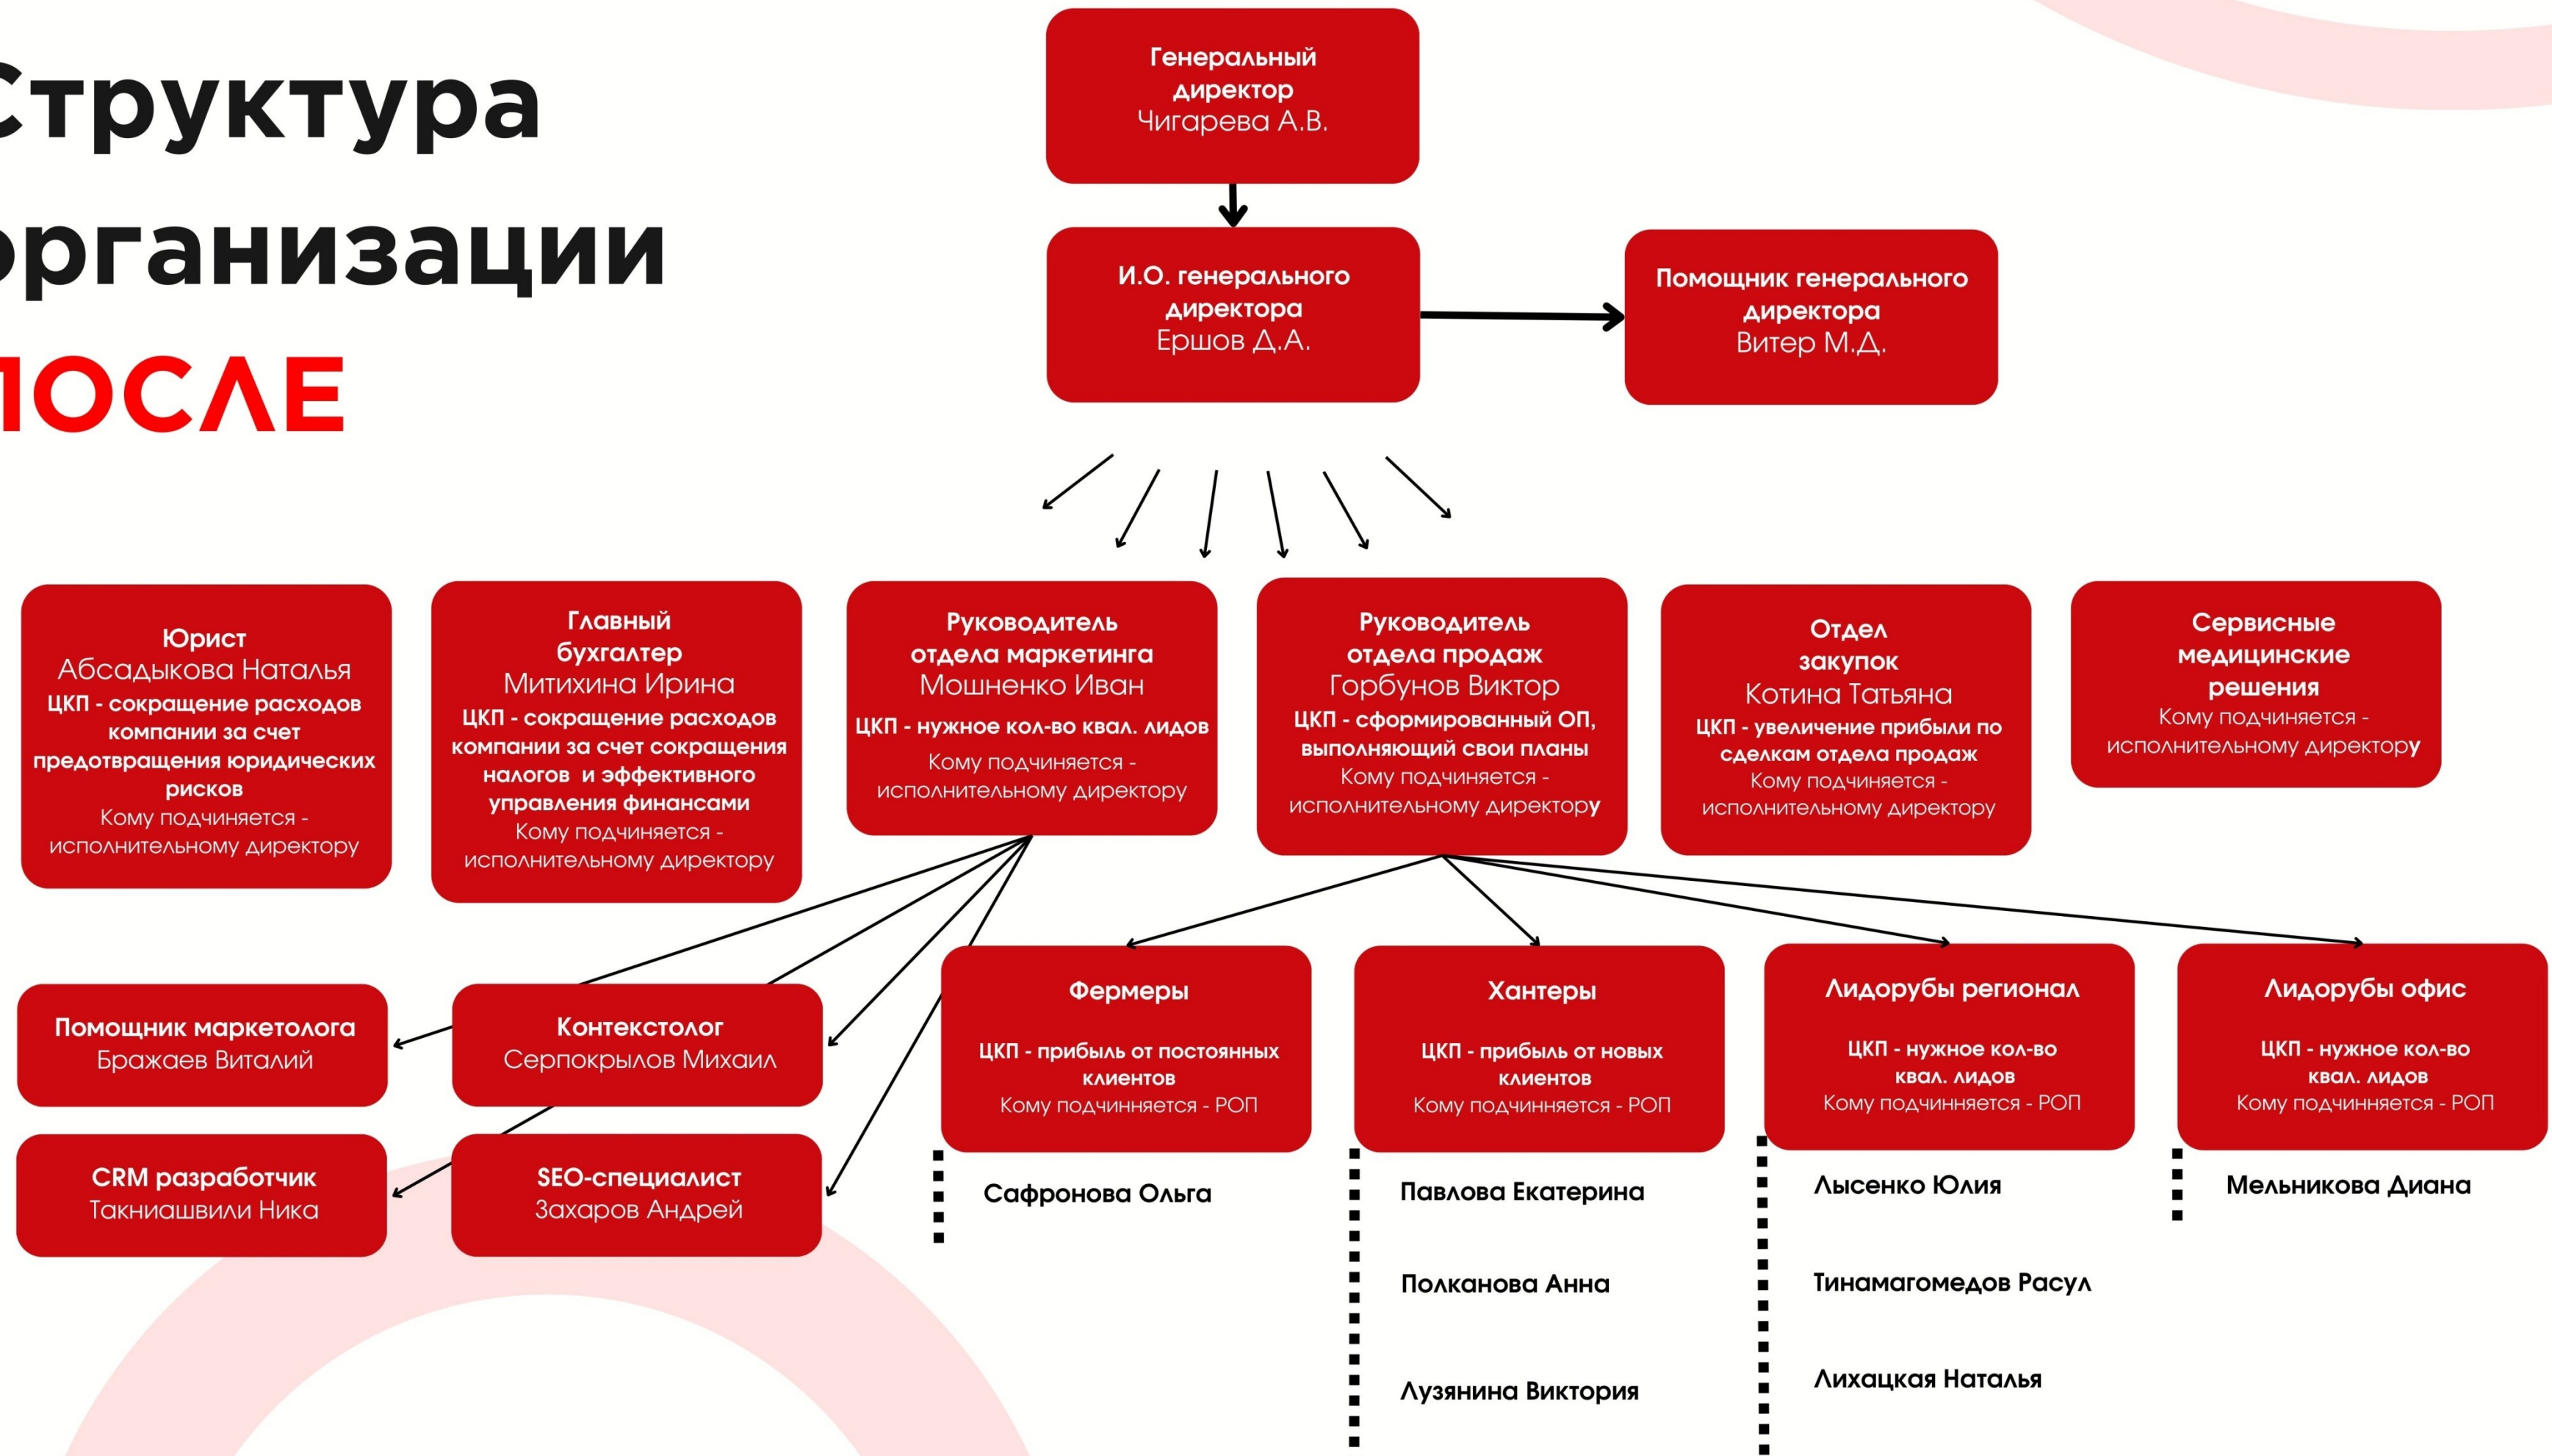 Структура
организации
ПОСЛЕ
Генеральный
директор
Чигарева А.В.
И.О. генерального
директора
Ершов Д.А.
Помощник генерального
директора
Витер М.Д.
Юрист
Абсадыкова Наталья
ЦКП - сокращение расходов
компании за счет
предотвращения юридических
рисков
Кому подчиняется -
исполнительному директору
Главный
бухгалтер
Митихина Ирина
ЦКП - сокращение расходов
компании за счет сокращения
налогов и эффективного
управления финансами
Кому подчиняется -
исполнительному директору
Руководитель
отдела маркетинга
Мошненко Иван
ЦКП - нужное кол-во квал. лидов
Кому подчиняется -
исполнительному директору
Руководитель
отдела продаж
Горбунов Виктор
ЦКП - сформированный ОП,
выполняющий свои планы
Кому подчиняется -
исполнительному директору
Отдел
закупок
Котина Татьяна
ЦКП - увеличение прибыли по
сделкам отдела продаж
Кому подчиняется -
исполнительному директору
Сервисные
медицинские
решения
Кому подчиняется -
исполнительному директору
Помощник маркетолога
Бражаев Виталий
Контекстолог
Серпокрылов Михаил
CRM разработчик
Такниашвили Ника
SEO-специалист
Захаров Андрей
Фермеры
ЦКП - прибыль от постоянных
клиентов
Кому подчинняется - РОП
Сафронова Ольга
Хантеры
ЦКП - прибыль от новых
клиентов
Кому подчинняется - РОП
Павлова Екатерина
Полканова Анна
Лузянина Виктория
Лидорубы регионал
ЦКП - нужное кол-во
квал. лидов
Кому подчинняется - РОП
Лысенко Юлия
Тинамагомедов Расул
Лихацкая Наталья
Лидорубы офис
ЦКП - нужное кол-во
квал. лидов
Кому подчинняется - РОП
Мельникова Диана